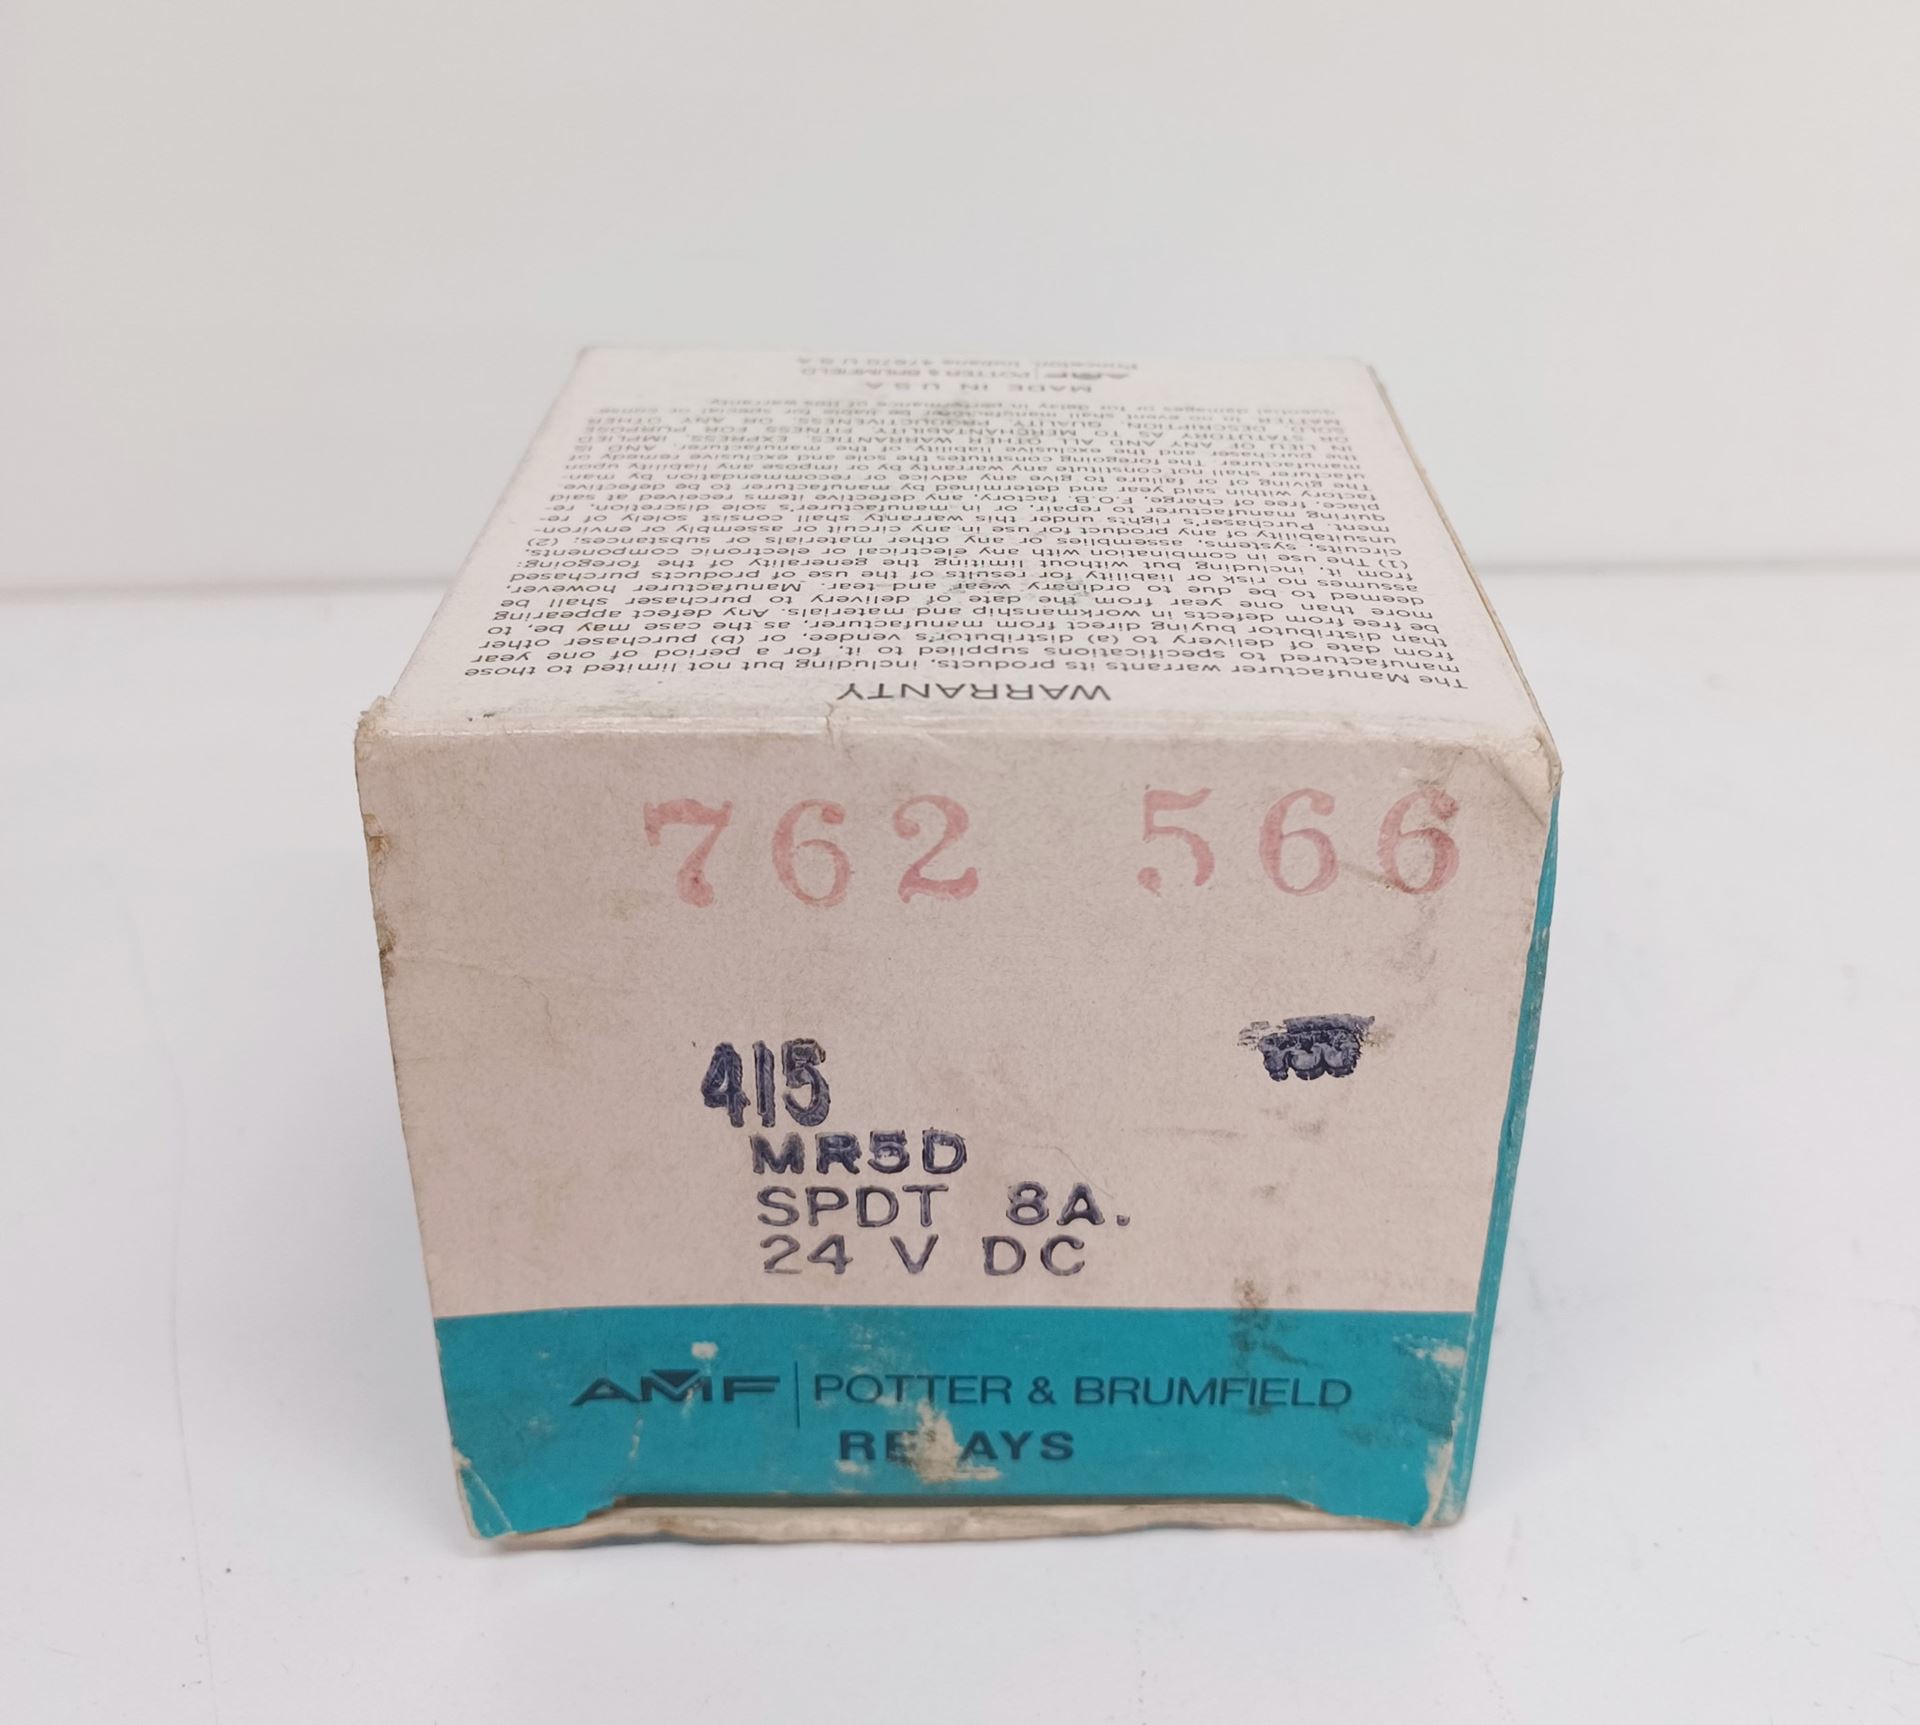 Princeton, Indiana 47670 U.S.A.
AMF | POTTER & BRUMFIELD
MADE IN U.S.A.
WARRANTY
The Manufacturer warrants its products, including but not limited to those
manufactured to specifications supplied to it, for a period of one year
from date of delivery to (a) distributor's vendee, or (b) purchaser other
than distributor buying direct from manufacturer, as the case may be, to
be free from defects in workmanship and materials. Any defect appearing
more than one year from the date of delivery to purchaser shall be
deemed to be due to ordinary wear and tear. Manufacturer however,
assumes no risk or liability for results of the use of products purchased
from it, including but without limiting the generality of the foregoing:
(1) The use in combination with any electrical or electronic components,
circuits, systems, assemblies or any other materials or substances; (2)
unsuitability of any product for use in any circuit or assembly or environ-
ment. Purchaser's rights under this warranty shall consist solely of re-
quiring manufacturer to repair, or in manufacturer's sole discretion, re-
place, free of charge, F.O.B. factory, any defective items received at said
factory within said year and determined by manufacturer to be defective.
The giving of or failure to give any advice or recommendation by man-
ufacturer shall not constitute any warranty by or impose any liability upon
manufacturer. The foregoing constitutes the sole and exclusive remedy of
the purchaser and the exclusive liability of the manufacturer, AND IS
IN LIEU OF ANY AND ALL OTHER WARRANTIES, EXPRESS, IMPLIED
OR STATUTORY AS TO MERCHANTABILITY, FITNESS FOR PURPOSE
SOLD, DESCRIPTION, QUALITY, PRODUCTIVENESS, OR ANY OTHER
MATTER. In no event shall manufacturer be liable for special or conse-
quential damages or for delay in performance of this warranty.
762 566
415
MR5D
SPDT 8A.
24 V DC
AMF | POTTER & BRUMFIELD
RELAYS